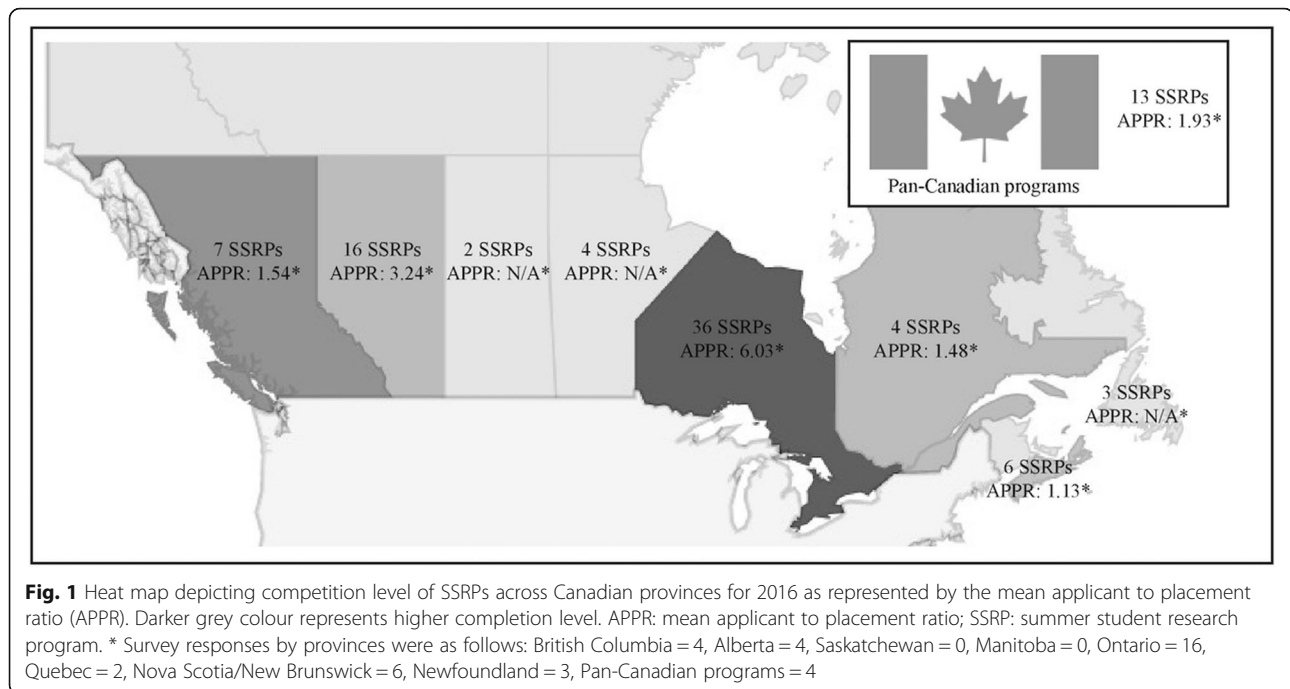 13 SSRPs
APPR: 1.93*
Pan-Canadian programs
7 SSRPs
APPR: 1.54*
16 SSRPs
APPR: 3.24*
2 SSRPs
APPR: N/A*
4 SSRPs
APPR: N/A*
36 SSRPs
APPR: 6.03*
4 SSRPs
APPR: 1.48*
3 SSRPs
APPR: N/A*
6 SSRPs
APPR: 1.13*
Fig. 1 Heat map depicting competition level of SSRPs across Canadian provinces for 2016 as represented by the mean applicant to placement
ratio (APPR). Darker grey colour represents higher completion level. APPR: mean applicant to placement ratio; SSRP: summer student research
program. * Survey responses by provinces were as follows: British Columbia = 4, Alberta = 4, Saskatchewan = 0, Manitoba = 0, Ontario = 16,
Quebec = 2, Nova Scotia/New Brunswick = 6, Newfoundland = 3, Pan-Canadian programs = 4